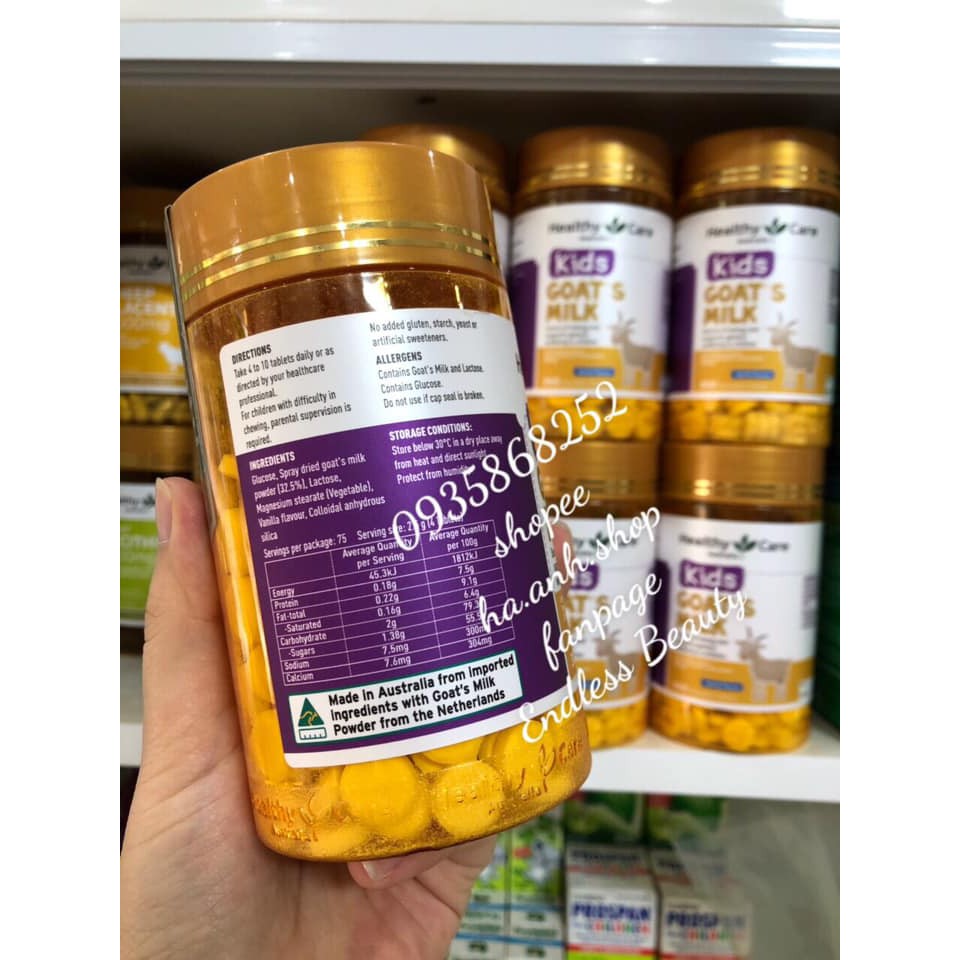 DIRECTIONS
Take 4 to 10 tablets daily or as
directed by your healthcare
professional.
For children with difficulty in
chewing, parental supervision is
required.
No added gluten, starch, yeast or
artificial sweeteners.
ALLERGENS
Contains Goat's Milk and Lactose.
Contains Glucose.
Do not use if cap seal is broken.
INGREDIENTS
Glucose, Spray dried goat's milk
powder (32.5%), Lactose,
Magnesium stearate (Vegetable),
Vanilla flavour, Colloidal anhydrous
silica
STORAGE CONDITIONS:
Store below 30°C in a dry place away
from heat and direct sunlight.
Protect from
Servings per package: 75 Serving size:
Average Quantity per Serving Average Quantity per 100g
Energy 45.3kJ 1812kJ
Protein 0.18g 7.5g
Fat-total 0.22g 9.1g
-Saturated 0.16g 6.4g
Carbohydrate 2g
-Sugars 1.38g
Sodium 7.5mg
Calcium 7.6mg 304mg
Made in Australia from imported
ingredients with Goat's Milk
Powder from the Netherlands
0935868252
shopee
ha.anh.shop
fanpage
Endless Beauty
Healthy Care
Kids
GOAT'S
MILK
Healthy Care
Kids
GOAT'S
MILK
Healthy Care
Kids
PROSPAN
PROSPAN